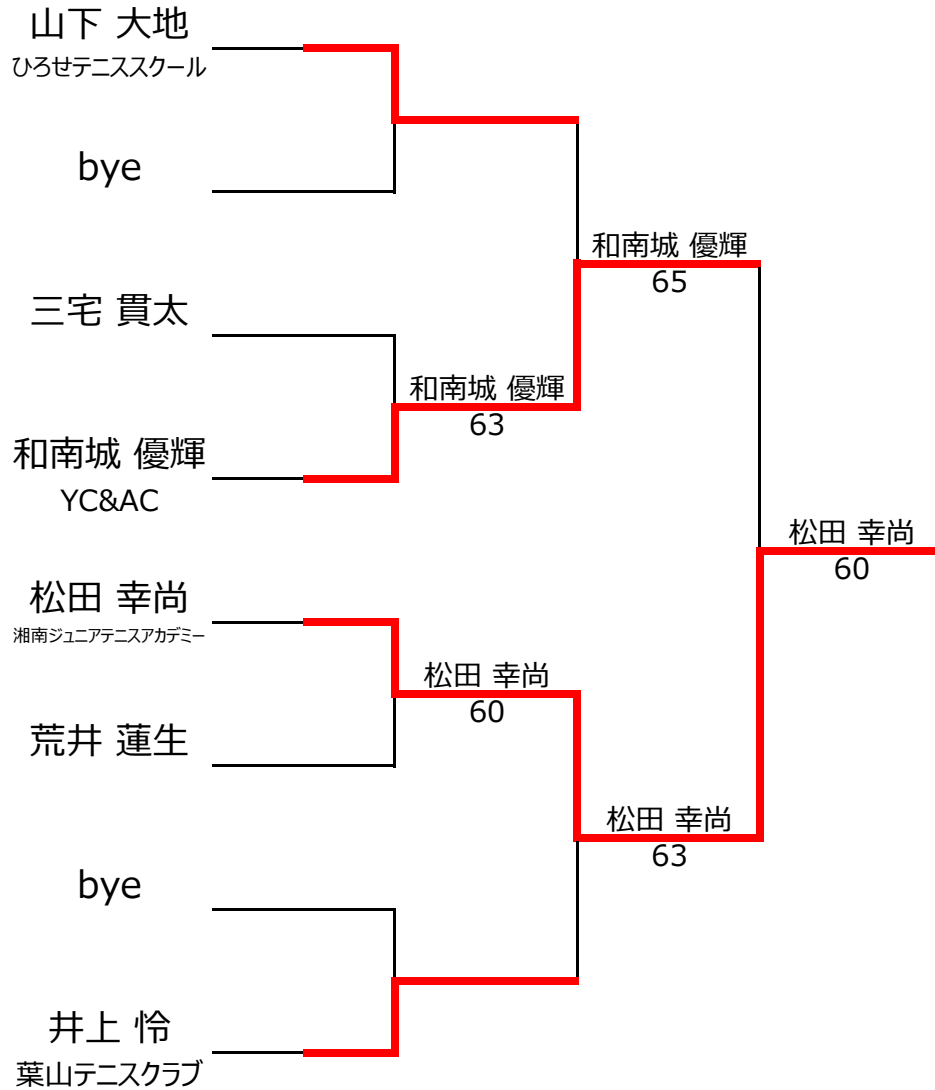 山下 大地
ひろせテニススクール
bye
三宅 貫太
和南城 優輝
YC&AC
松田 幸尚
湘南ジュニアテニスアカデミー
荒井 蓮生
bye
井上 怜
葉山テニスクラブ
和南城 優輝
63
松田 幸尚
60
和南城 優輝
65
松田 幸尚
63
松田 幸尚
60